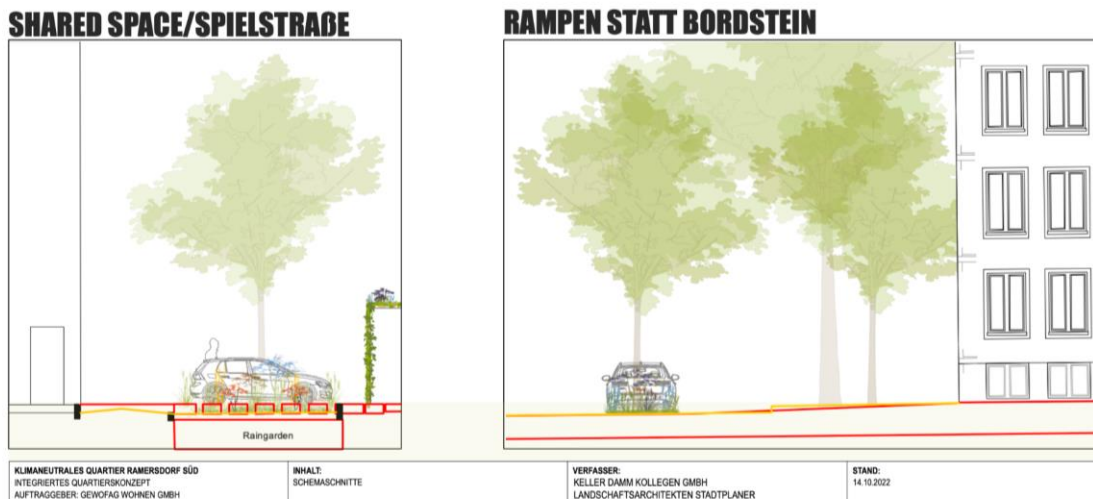 SHARED SPACE/SPIELSTRAßE
RAMPEN STATT BORDSTEIN
Raingarden
KLIMANEUTRALES QUARTIER RAMERSDORF SÜD
INTEGRIERTES QUARTIERSKONZEPT
AUFTRAGGEBER: GEWOFAG WOHNEN GMBH
INHALT:
SCHEMASCHNITTE
VERFASSER:
KELLER DAMM KOLLEGEN GMBH
LANDSCHAFTSARCHITEKTEN STADTPLANER
STAND:
14.10.2022